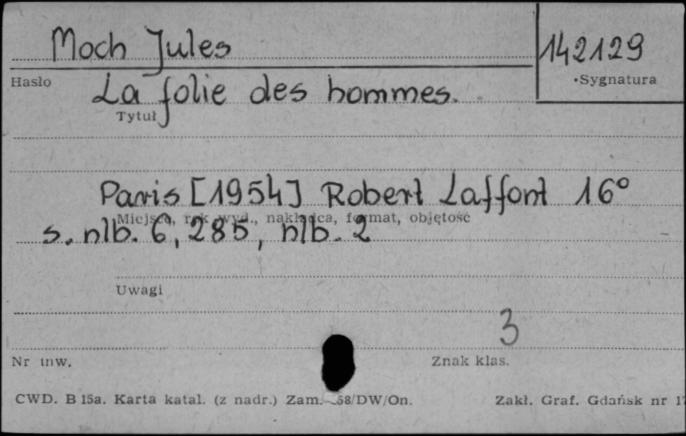 Moch Jules
142129
Hasło
Sygnatura
La folie des hommes.
Tytuł
Paris [1954] Robert Laffont 16°
Miejsce, rok wyd., nakładca, format, objętość
s. nlb. 6, 285, nlb. 2
Uwagi
3
Nr inw.
Znak klas.
CWD. B 15a. Karta katal. (z nadr.) Zam. 58/DW/On.
Zakł. Graf. Gdańsk nr